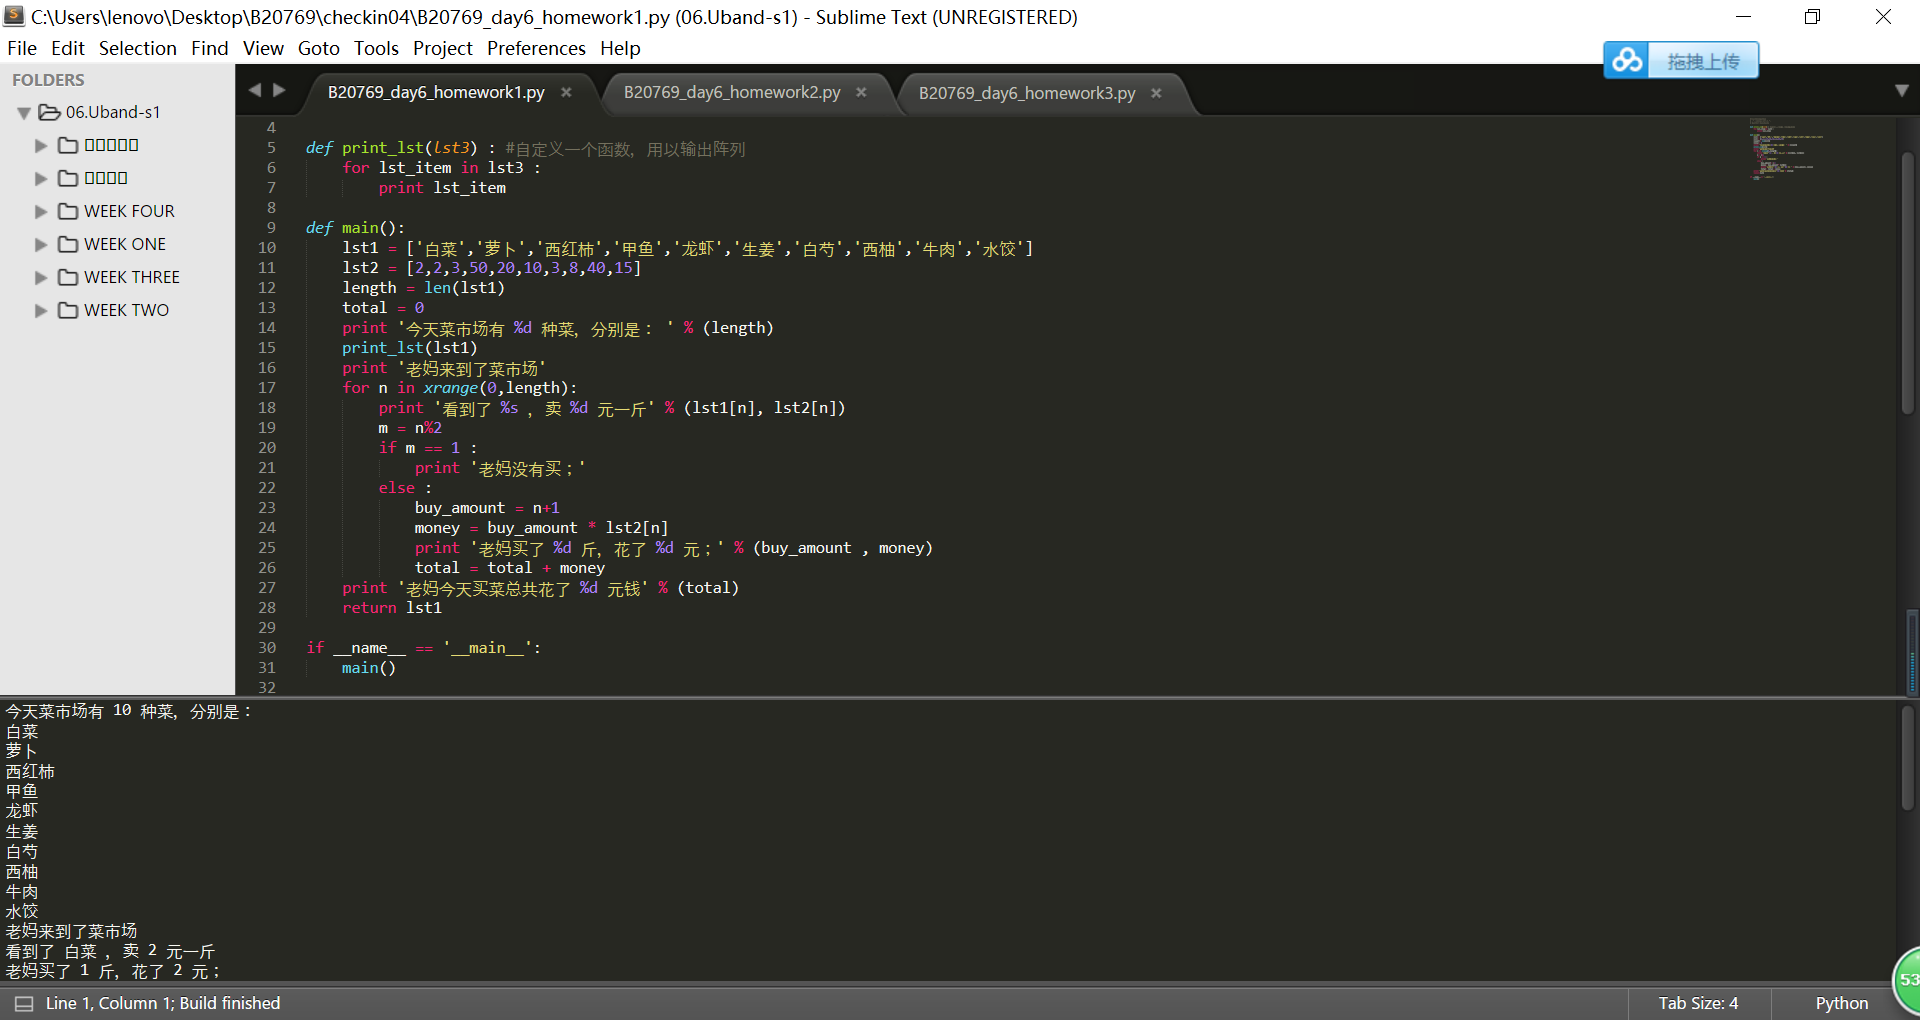 C:\Users\lenovo\Desktop\B20769\checkin04\B20769_day6_homework1.py (06.Uband-s1) - Sublime Text (UNREGISTERED)
File Edit Selection Find View Goto Tools Project Preferences Help
拖拽上传
FOLDERS
06.Uband-s1
WEEK FOUR
WEEK ONE
WEEK THREE
WEEK TWO
B20769_day6_homework1.py × B20769_day6_homework2.py × B20769_day6_homework3.py ×
4
5 def print_lst(lst3) : #自定义一个函数，用以输出阵列
6 for lst_item in lst3 :
7 print lst_item
8
9 def main():
10 lst1 = ['白菜','萝卜','西红柿','甲鱼','龙虾','生姜','白芍','西柚','牛肉','水饺']
11 lst2 = [2,2,3,50,20,10,3,8,40,15]
12 length = len(lst1)
13 total = 0
14 print '今天菜市场有 %d 种菜，分别是： ' % (length)
15 print_lst(lst1)
16 print '老妈来到了菜市场'
17 for n in xrange(0,length):
18 print '看到了 %s ，卖 %d 元一斤' % (lst1[n], lst2[n])
19 m = n%2
20 if m == 1 :
21 print '老妈没有买；'
22 else :
23 buy_amount = n+1
24 money = buy_amount * lst2[n]
25 print '老妈买了 %d 斤，花了 %d 元；' % (buy_amount , money)
26 total = total + money
27 print '老妈今天买菜总共花了 %d 元钱' % (total)
28 return lst1
29
30 if __name__ == '__main__':
31 main()
32
今天菜市场有 10 种菜，分别是：
白菜
萝卜
西红柿
甲鱼
龙虾
生姜
白芍
西柚
牛肉
水饺
老妈来到了菜市场
看到了 白菜 ，卖 2 元一斤
老妈买了 1 斤，花了 2 元；
53
Line 1, Column 1; Build finished
Tab Size: 4
Python